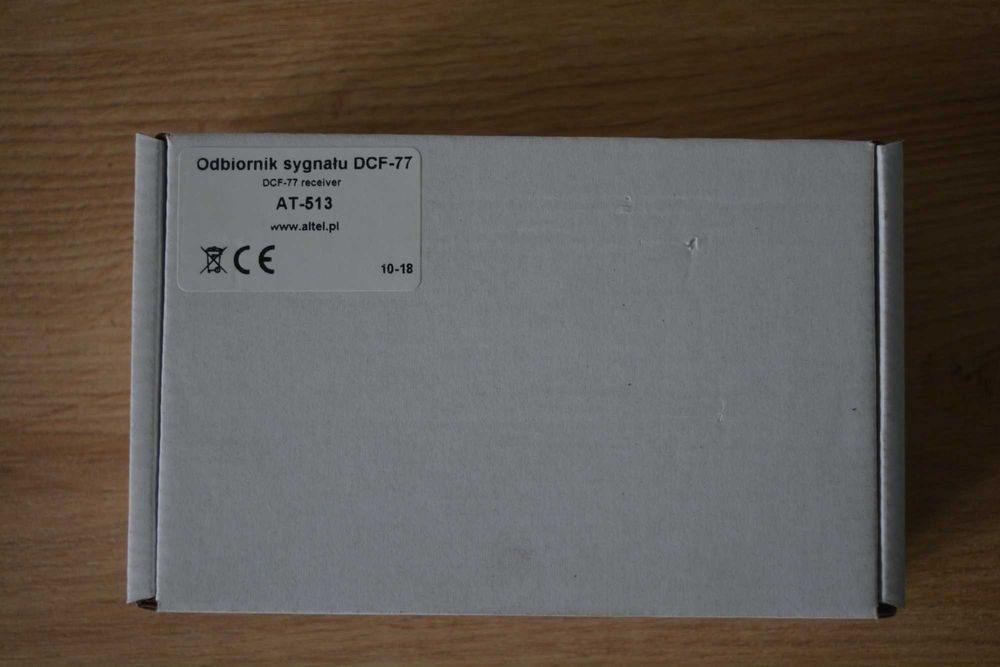 Odbiornik sygnału DCF-77
DCF-77 receiver
AT-513
www.altel.pl
CE
10-18